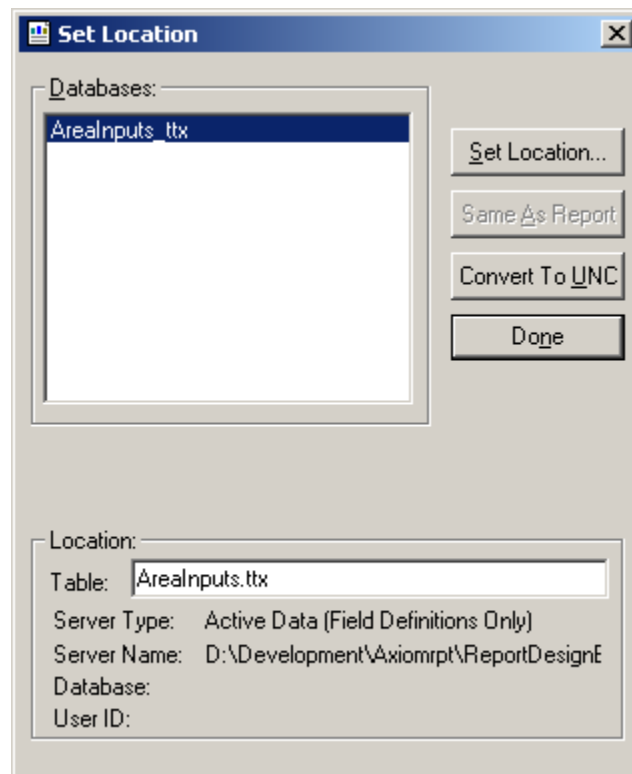 Set Location
Databases:
AreaInputs_ttx
Set Location...
Same As Report
Convert To UNC
Done
Location:
Table: AreaInputs.ttx
Server Type: Active Data (Field Definitions Only)
Server Name: D:\Development\Axiomrpt\ReportDesignE
Database:
User ID: